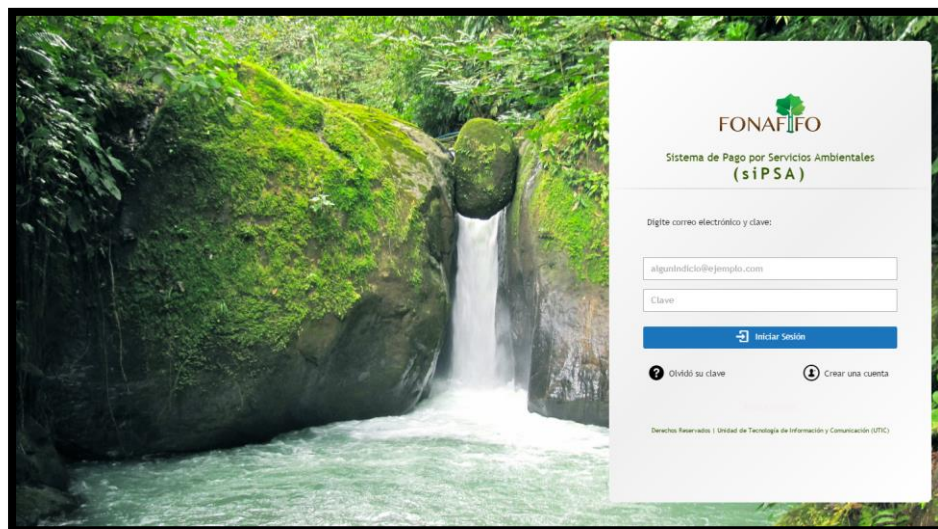 FONAFIFO
Sistema de Pago por Servicios Ambientales
(siPSA)
Digite correo electrónico y clave:
algunindicio@ejemplo.com
Clave
Iniciar Sesión
? Olvidó su clave
Crear una cuenta
Derechos Reservados | Unidad de Tecnología de Información y Comunicación (UTIC)